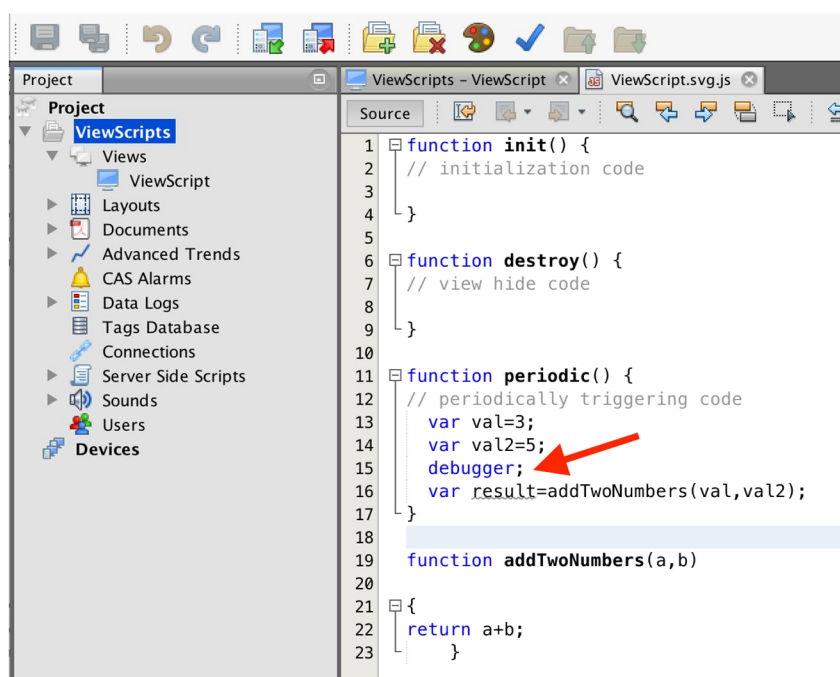 Project
Project
ViewScripts
Views
ViewScript
Layouts
Documents
Advanced Trends
CAS Alarms
Data Logs
Tags Database
Connections
Server Side Scripts
Sounds
Users
Devices
ViewScripts – ViewScript
ViewScript.svg.js
Source
1 function init() {
2 // initialization code
3
4 }
5
6 function destroy() {
7 // view hide code
8
9 }
10
11 function periodic() {
12 // periodically triggering code
13 var val=3;
14 var val2=5;
15 debugger;
16 var result=addTwoNumbers(val,val2);
17 }
18
19 function addTwoNumbers(a,b)
20
21 {
22 return a+b;
23 }